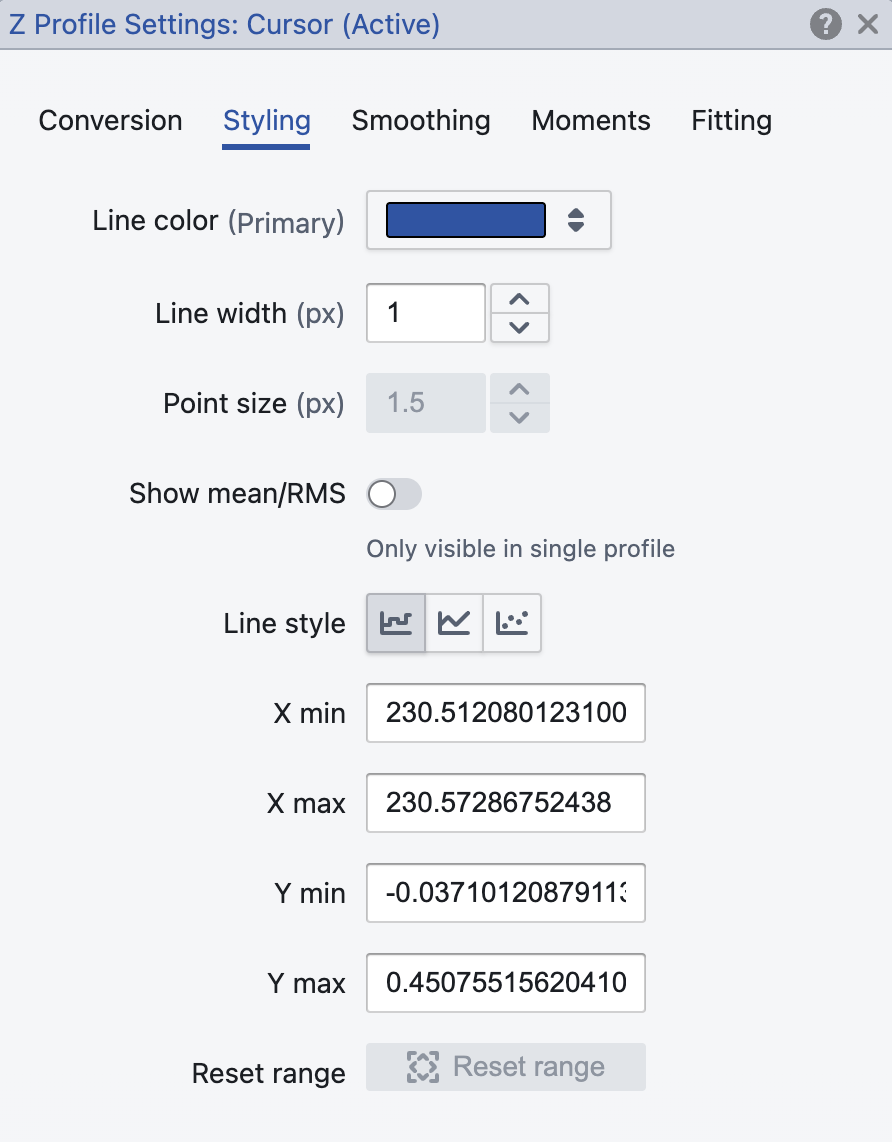 Z Profile Settings: Cursor (Active)
Conversion Styling Smoothing Moments Fitting
Line color (Primary)
Line width (px) 1
Point size (px) 1.5
Show mean/RMS
Only visible in single profile
Line style
X min 230.512080123100
X max 230.57286752438
Y min -0.0371012087911
Y max 0.45075515620410
Reset range Reset range